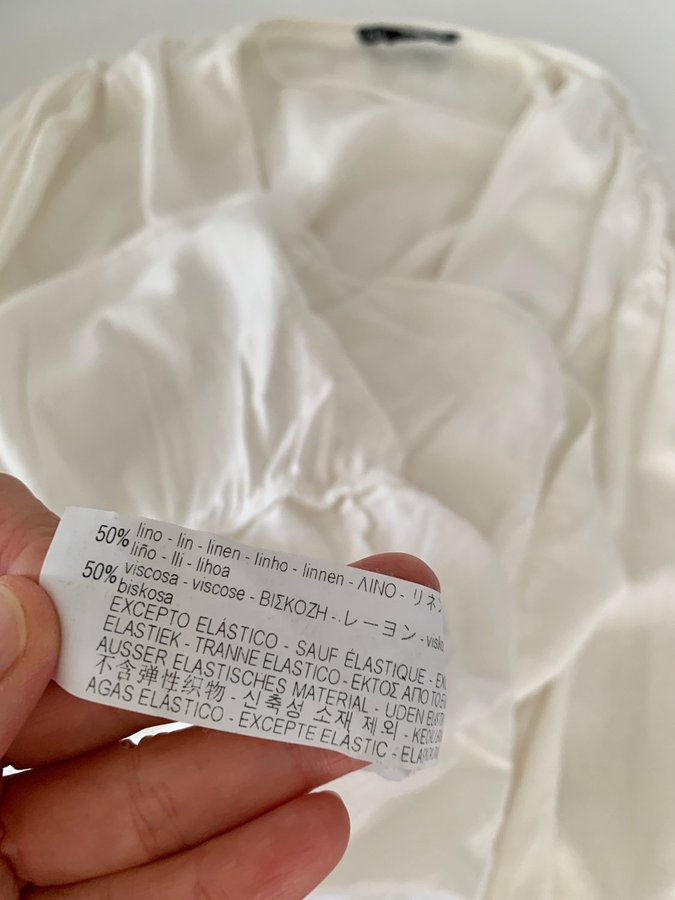 50% lino - lin - linen - linho - linnen - ΛΙΝΟ - リネン
liño - lli - lihoa
50% viscosa - viscose - ΒΙΣΚΟΖΗ - レーヨン -
biskosa
EXCEPTO ELÁSTICO - SAUF ÉLASTIQUE -
ELASTIEK - TRANNE ELASTICO - ΕΚΤΟΣ ΑΠΟ ΤΟ
AUSSER ELASTISCHES MATERIAL - UDEN
不含弹性织物 - 신축성 소재 제외 -
AGAS ELÁSTICO - EXCEPTE ELÀSTIC -